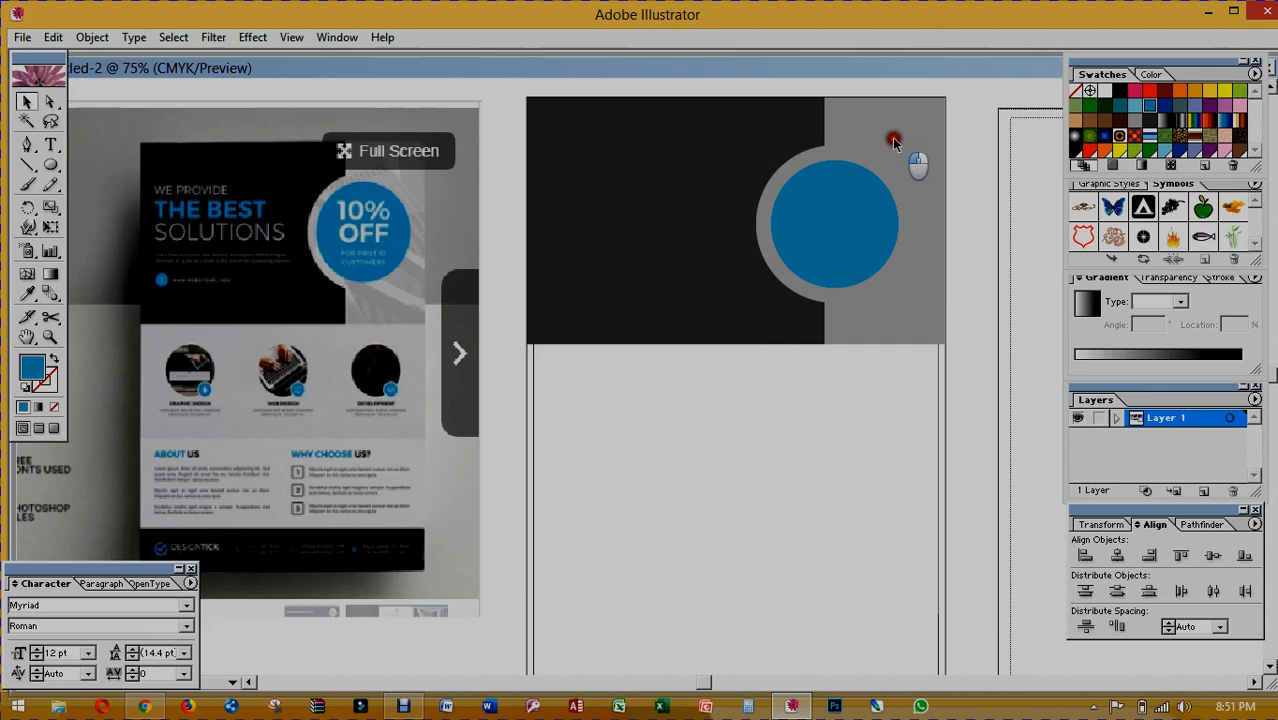 Adobe Illustrator
File Edit Object Type Select Filter Effect View Window Help
led-2 @ 75% (CMYK/Preview)
Full Screen
WE PROVIDE
THE BEST
SOLUTIONS
10%
OFF
FOR FIRST 10
CUSTOMERS
GRAPHIC DESIGN
WEB DESIGN
DEVELOPMENT
ABOUT US
WHY CHOOSE US?
1
2
3
REE
ONTS USED
HOTOSHOP
LES
DESIGNTICK
Swatches Color
Graphic Styles Symbols
Gradient Transparency Stroke
Type:
Angle: ° Location: %
Layers
Layer 1
1 Layer
Transform Align Pathfinder
Align Objects:
Distribute Objects:
Distribute Spacing:
Auto
Character Paragraph OpenType
Myriad
Roman
12 pt (14.4 pt)
Auto 0
8:51 PM